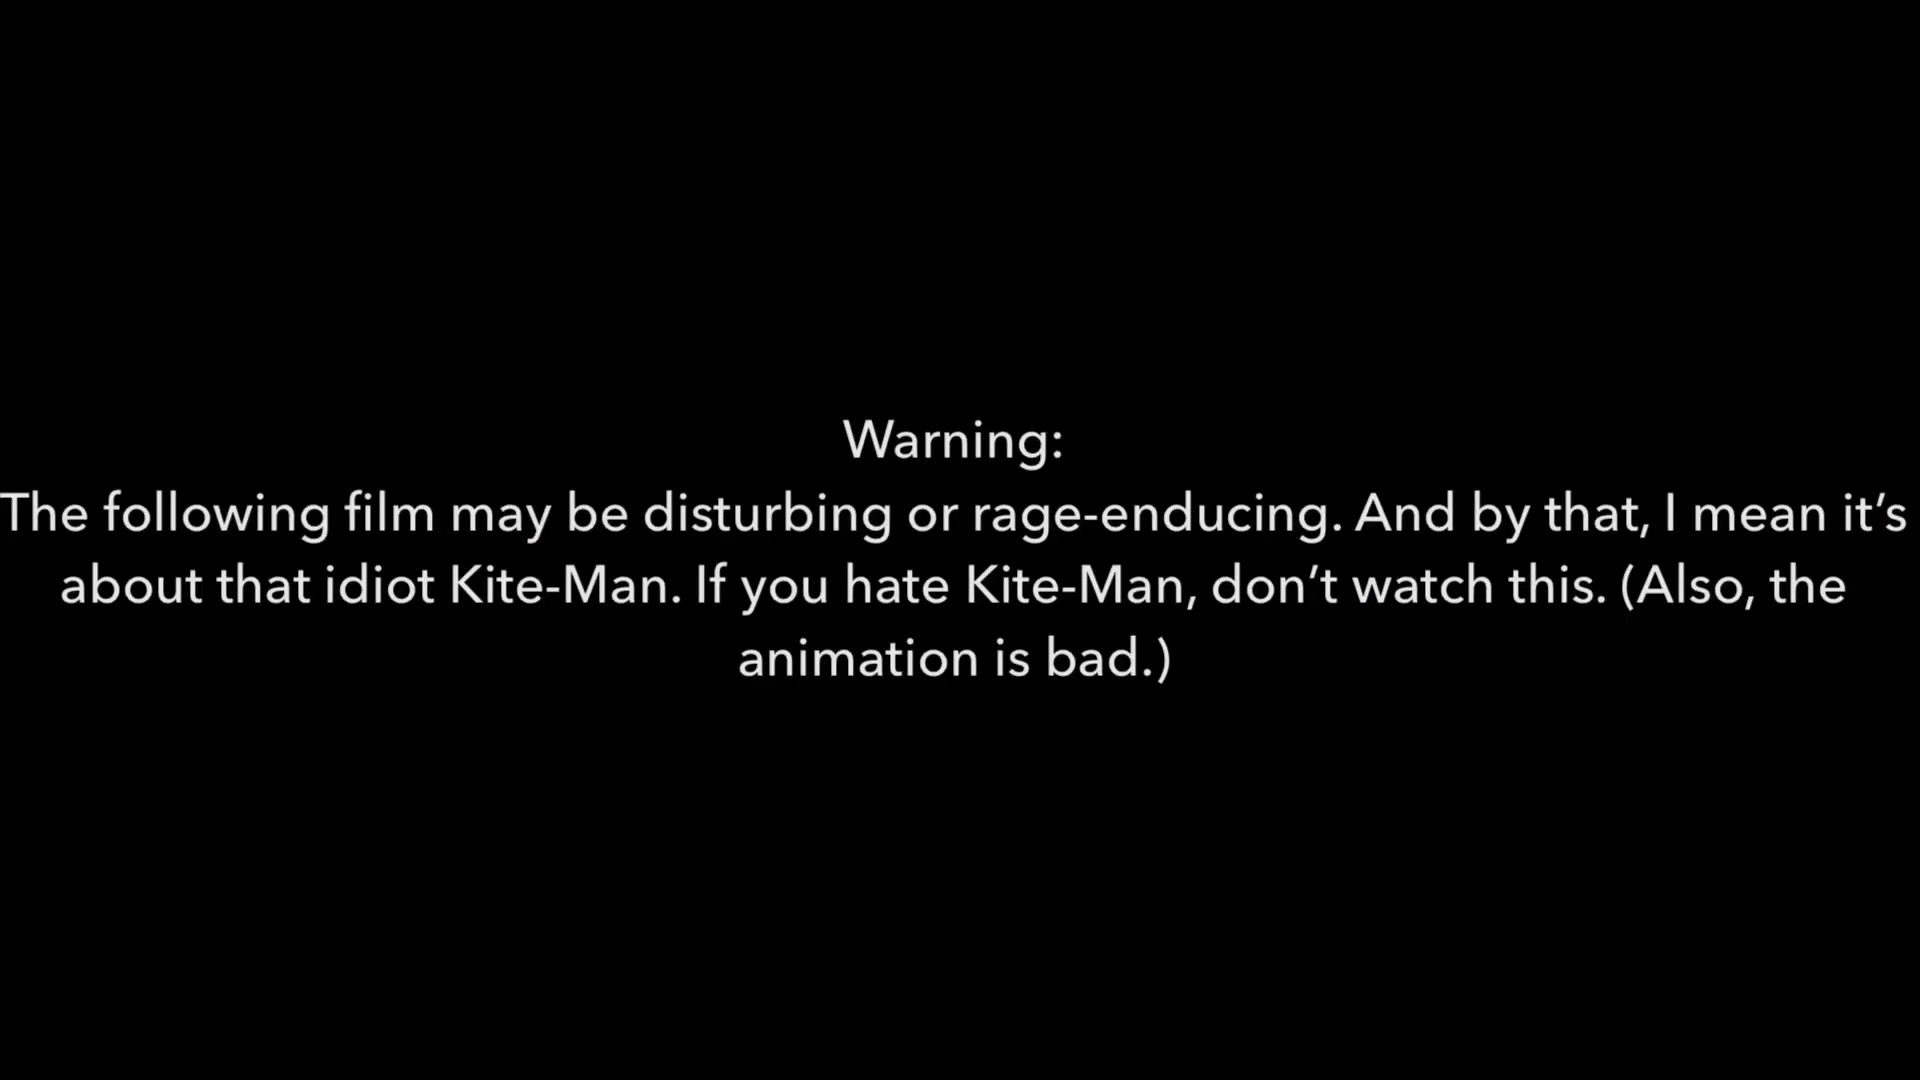 Warning:
The following film may be disturbing or rage-enducing. And by that, I mean it’s
about that idiot Kite-Man. If you hate Kite-Man, don’t watch this. (Also, the
animation is bad.)